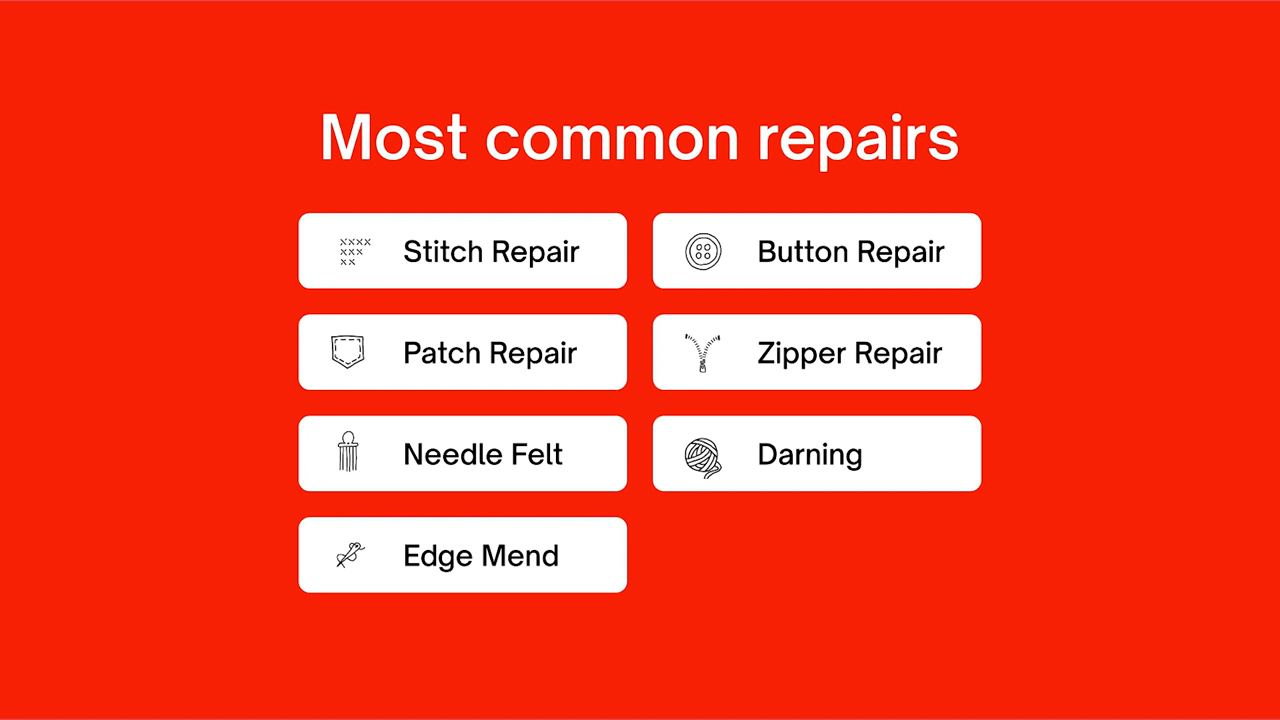 Most common repairs
Stitch Repair
Button Repair
Patch Repair
Zipper Repair
Needle Felt
Darning
Edge Mend